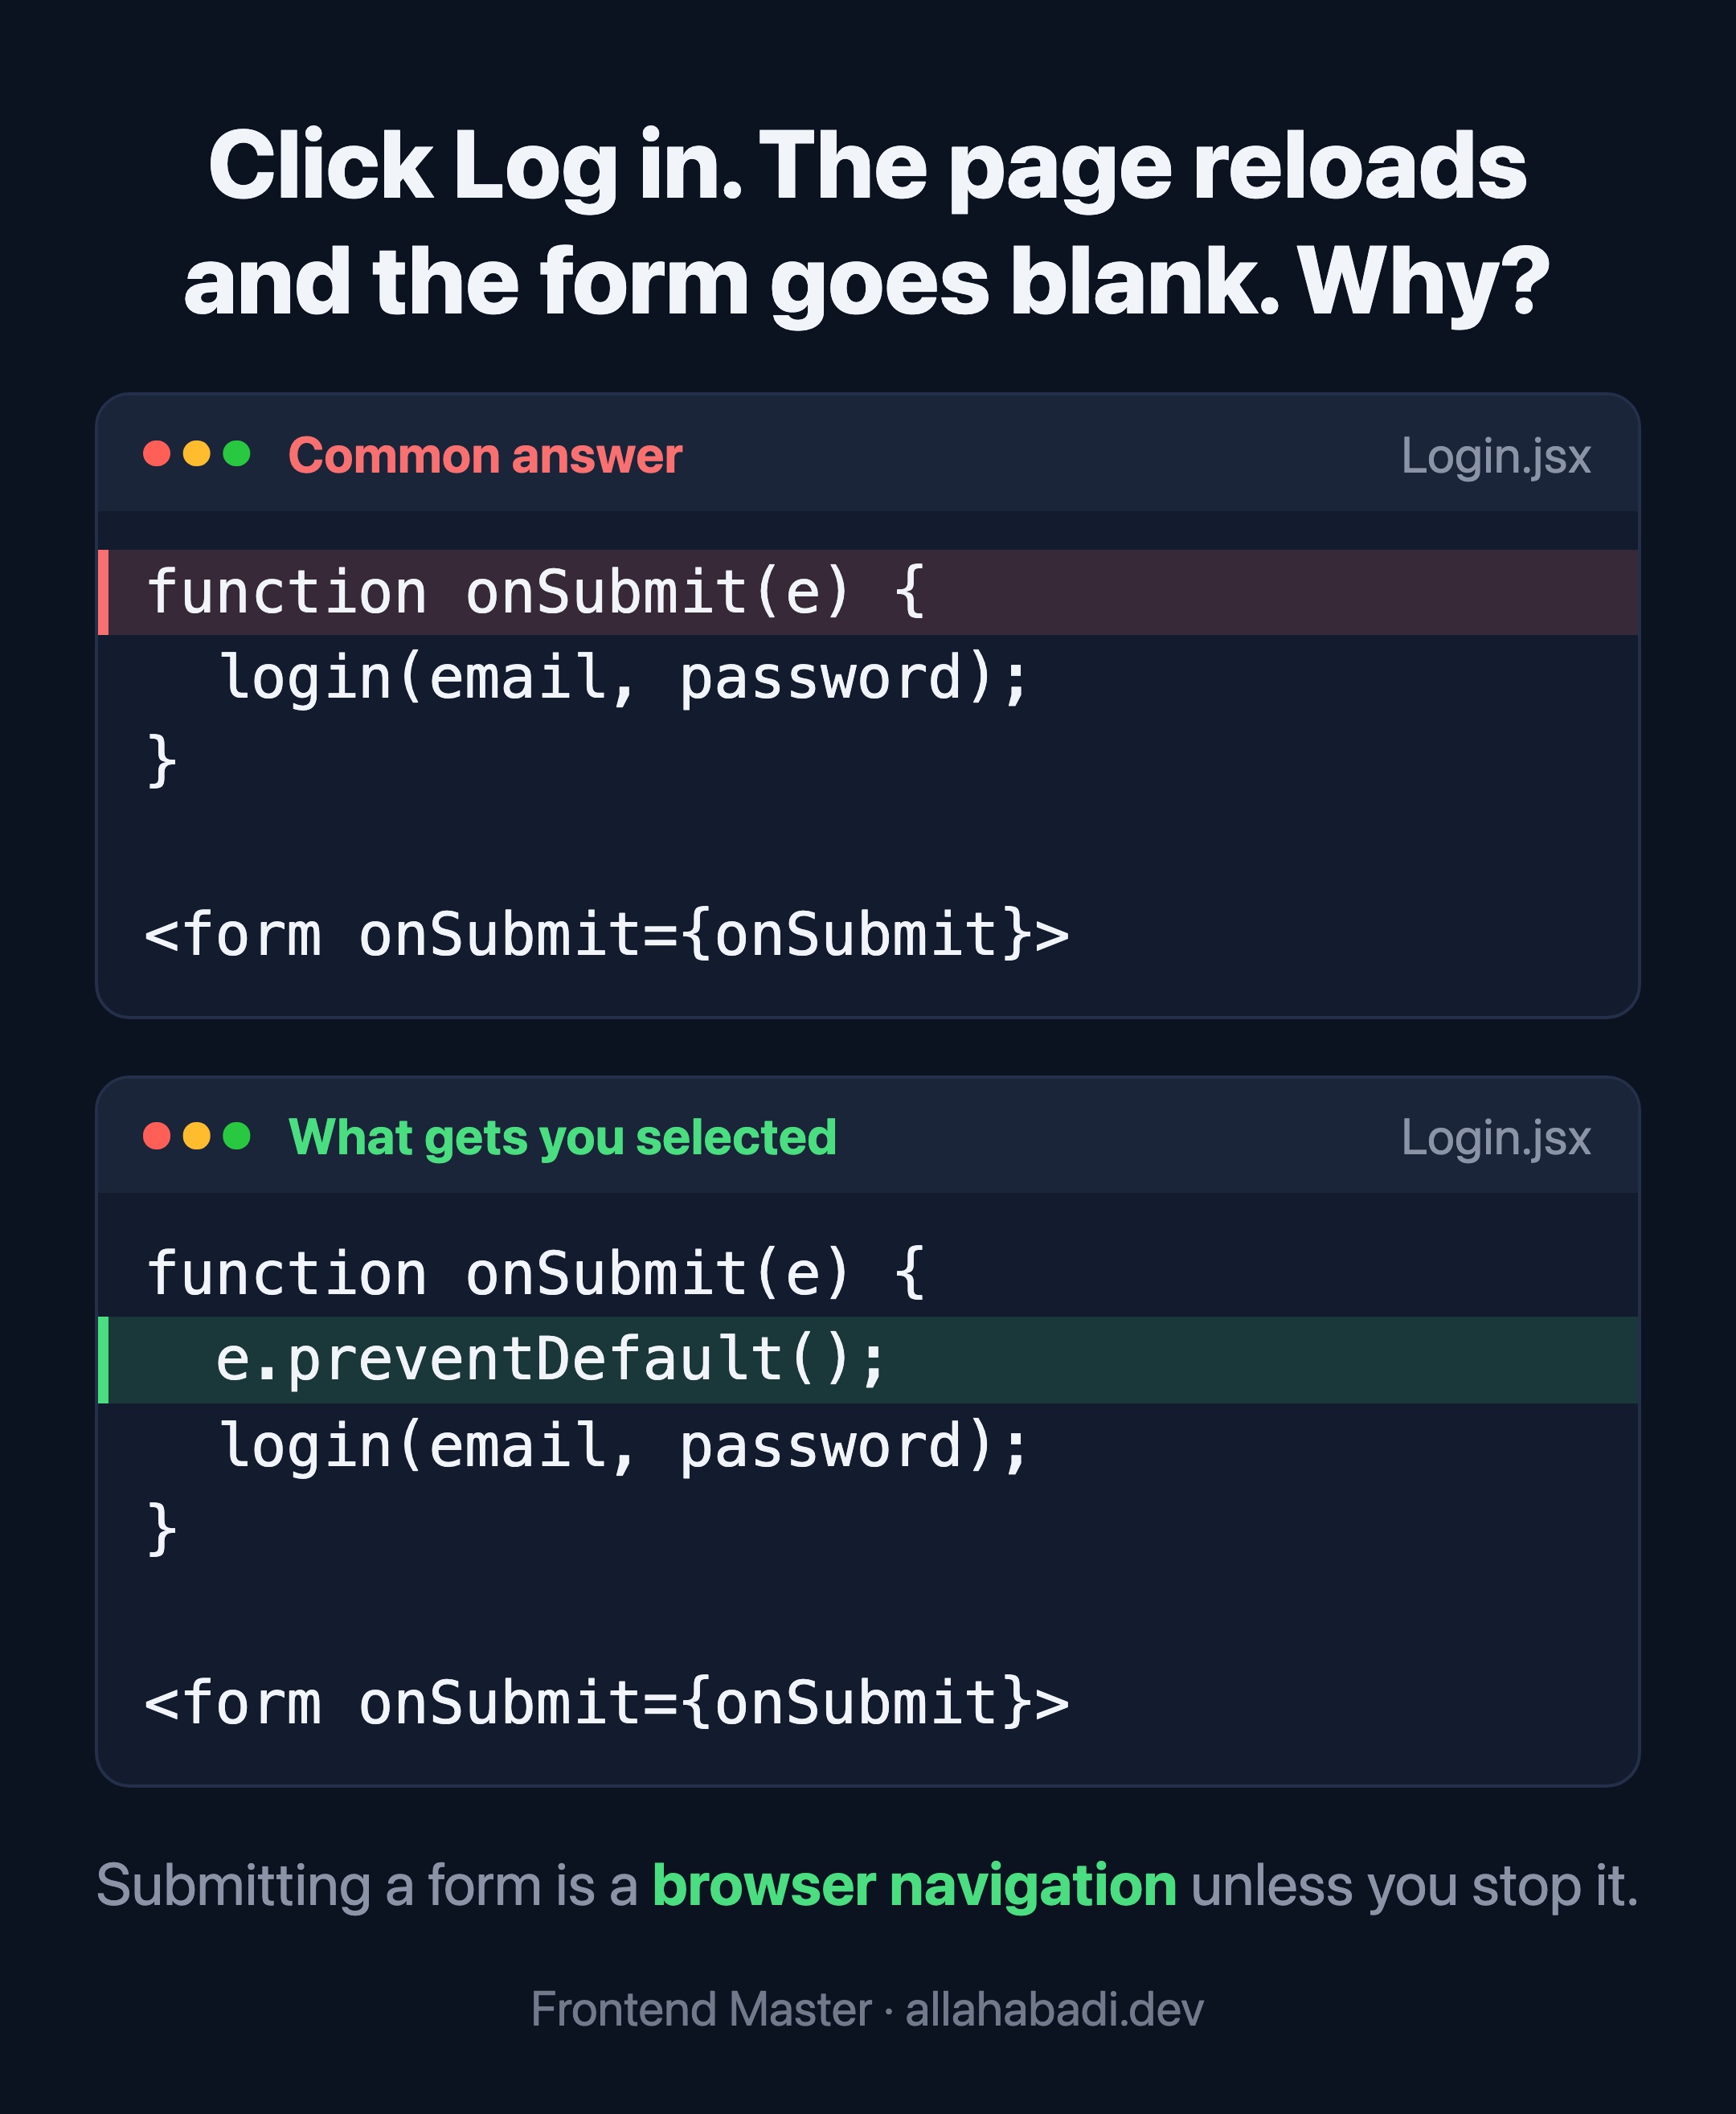 Click Log in. The page reloads
and the form goes blank. Why?
Common answer
Login.jsx
function onSubmit(e) {
  login(email, password);
}
<form onSubmit={onSubmit}>
What gets you selected
Login.jsx
function onSubmit(e) {
  e.preventDefault();
  login(email, password);
}
<form onSubmit={onSubmit}>
Submitting a form is a browser navigation unless you stop it.
Frontend Master · allahabadi.dev